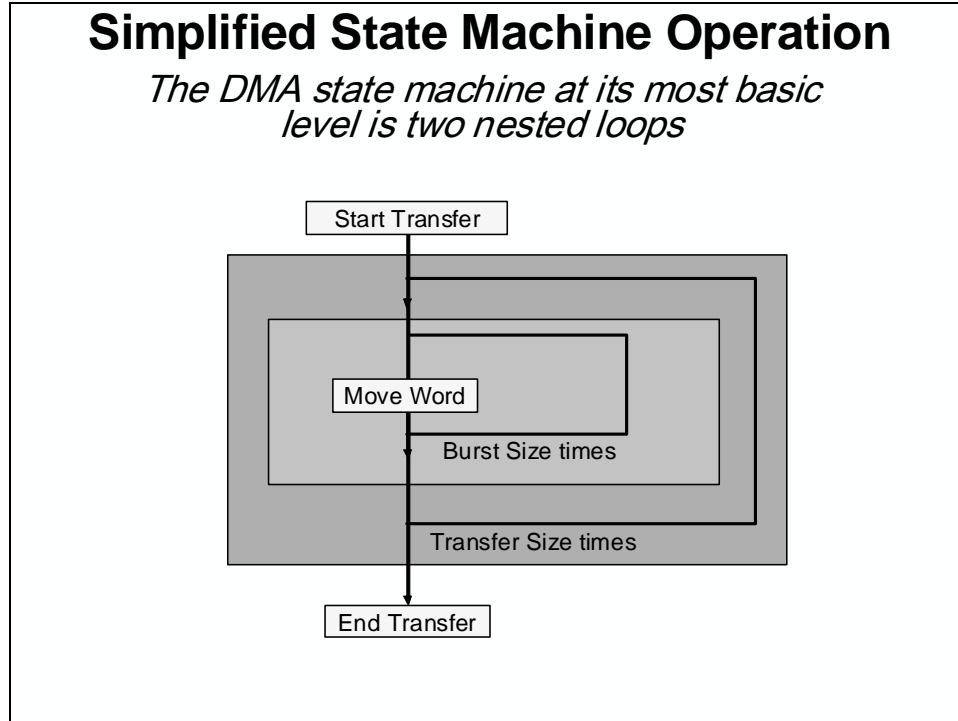 Simplified State Machine Operation
The DMA state machine at its most basic
level is two nested loops
Start Transfer
Move Word
Burst Size times
Transfer Size times
End Transfer